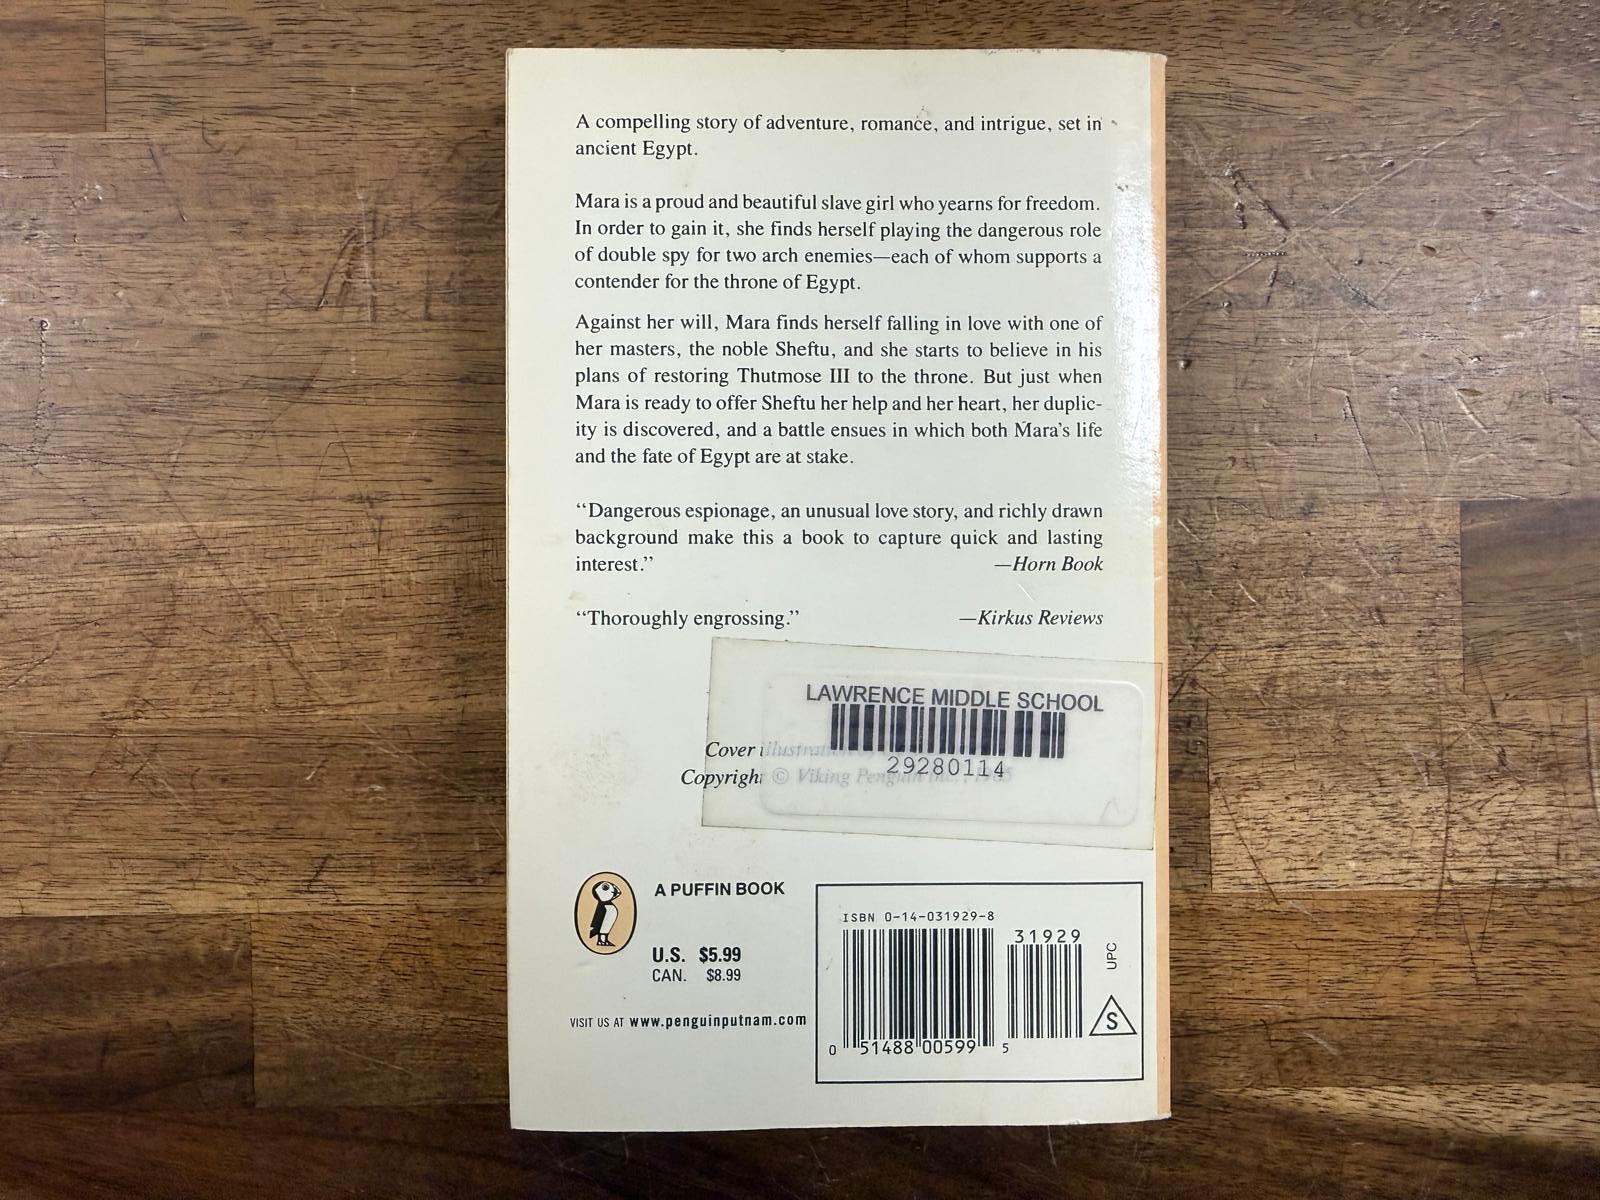 A compelling story of adventure, romance, and intrigue, set in
ancient Egypt.
Mara is a proud and beautiful slave girl who yearns for freedom.
In order to gain it, she finds herself playing the dangerous role
of double spy for two arch enemies—each of whom supports a
contender for the throne of Egypt.
Against her will, Mara finds herself falling in love with one of
her masters, the noble Sheftu, and she starts to believe in his
plans of restoring Thutmose III to the throne. But just when
Mara is ready to offer Sheftu her help and her heart, her duplic-
ity is discovered, and a battle ensues in which both Mara's life
and the fate of Egypt are at stake.
“Dangerous espionage, an unusual love story, and richly drawn
background make this a book to capture quick and lasting
interest.” —Horn Book
“Thoroughly engrossing.” —Kirkus Reviews
LAWRENCE MIDDLE SCHOOL
29280114
Cover illustration
Copyright © Viking Penguin
A PUFFIN BOOK
U.S. $5.99
CAN. $8.99
VISIT US AT www.penguinputnam.com
ISBN 0-14-031929-8
31929
0 51488 00599 5
UPC
S